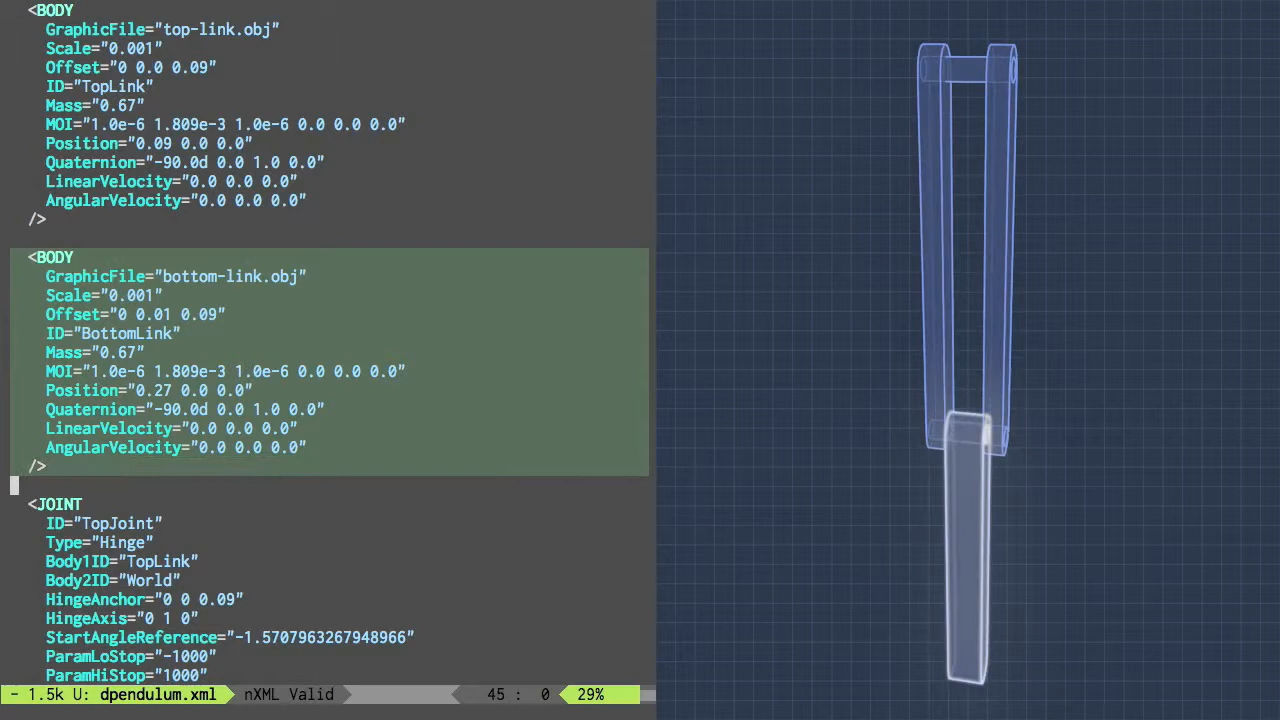 <BODY
GraphicFile="top-link.obj"
Scale="0.001"
Offset="0 0.0 0.09"
ID="TopLink"
Mass="0.67"
MOI="1.0e-6 1.809e-3 1.0e-6 0.0 0.0 0.0"
Position="0.09 0.0 0.0"
Quaternion="-90.0d 0.0 1.0 0.0"
LinearVelocity="0.0 0.0 0.0"
AngularVelocity="0.0 0.0 0.0"
/>
<BODY
GraphicFile="bottom-link.obj"
Scale="0.001"
Offset="0 0.01 0.09"
ID="BottomLink"
Mass="0.67"
MOI="1.0e-6 1.809e-3 1.0e-6 0.0 0.0 0.0"
Position="0.27 0.0 0.0"
Quaternion="-90.0d 0.0 1.0 0.0"
LinearVelocity="0.0 0.0 0.0"
AngularVelocity="0.0 0.0 0.0"
/>
<JOINT
ID="TopJoint"
Type="Hinge"
Body1ID="TopLink"
Body2ID="World"
HingeAnchor="0 0 0.09"
HingeAxis="0 1 0"
StartAngleReference="-1.5707963267948966"
ParamLoStop="-1000"
ParamHiStop="1000"
- 1.5k U: dpendulum.xml nXML Valid 45 : 0 29%